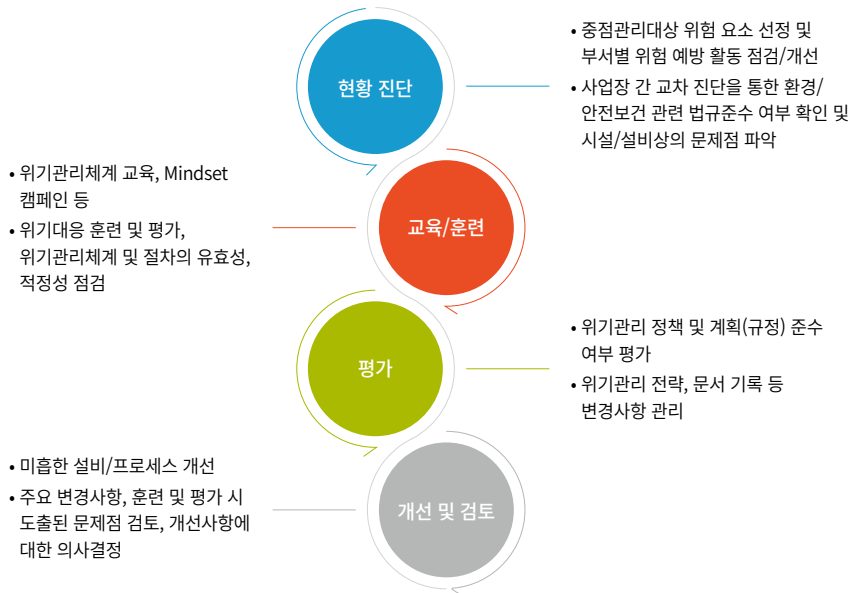 현황 진단
• 중점관리대상 위험 요소 선정 및
부서별 위험 예방 활동 점검/개선
• 사업장 간 교차 진단을 통한 환경/
안전보건 관련 법규준수 여부 확인 및
시설/설비상의 문제점 파악
• 위기관리체계 교육, Mindset
캠페인 등
• 위기대응 훈련 및 평가,
위기관리체계 및 절차의 유효성,
적정성 점검
교육/훈련
평가
• 위기관리 정책 및 계획(규정) 준수
여부 평가
• 위기관리 전략, 문서 기록 등
변경사항 관리
• 미흡한 설비/프로세스 개선
• 주요 변경사항, 훈련 및 평가 시
도출된 문제점 검토, 개선사항에
대한 의사결정
개선 및 검토